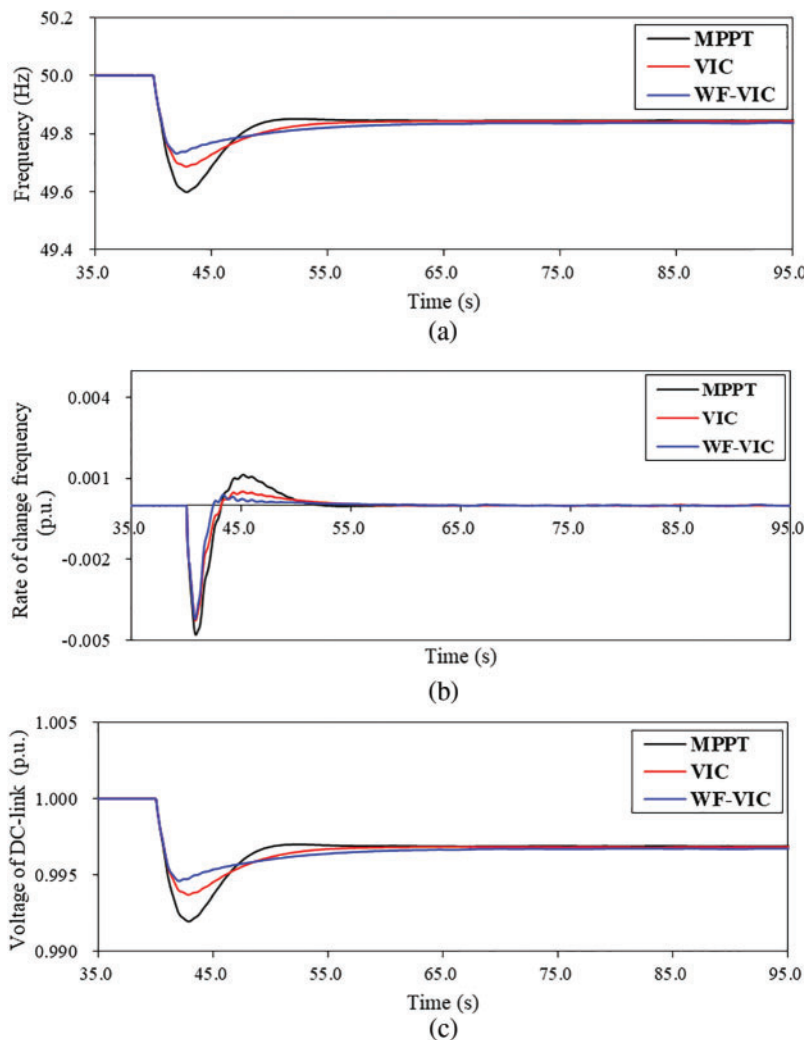 50.0
49.8
49.6
49.4
Frequency (Hz)
MPPT
VIC
WF-VIC
35.0 45.0 55.0 65.0 75.0 85.0 95.0
Time (s)
(a)
0.004
0.001
-0.002
-0.005
Rate of change frequency
(p.u.)
MPPT
VIC
WF-VIC
35.0 45.0 55.0 65.0 75.0 85.0 95.0
Time (s)
(b)
1.005
1.000
0.995
0.990
Voltage of DC-link (p.u.)
MPPT
VIC
WF-VIC
35.0 45.0 55.0 65.0 75.0 85.0 95.0
Time (s)
(c)